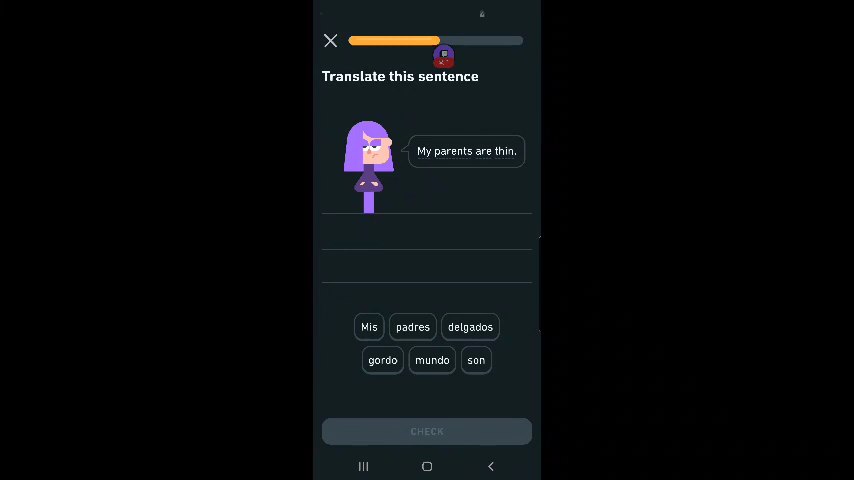 Translate this sentence
My parents are thin.
Mis padres delgados
gordo mundo son
CHECK